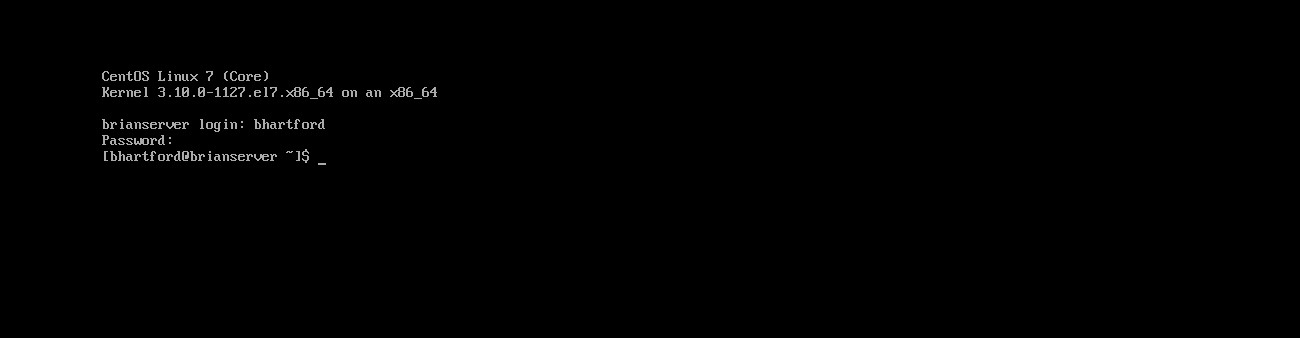 CentOS Linux 7 (Core)
Kernel 3.10.0-1127.el7.x86_64 on an x86_64
brianserver login: bhartford
Password:
[bhartford@brianserver ~]$ _